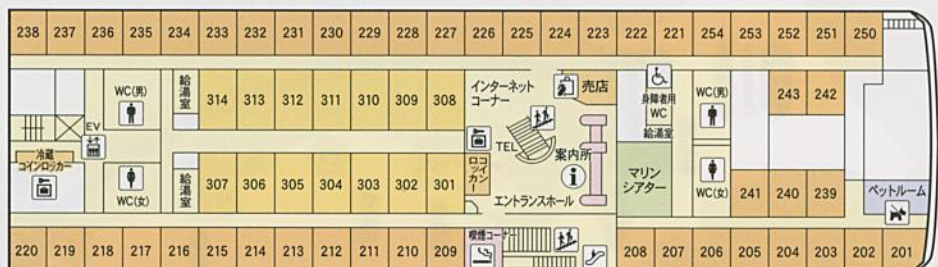 238 237 236 235 234 233 232 231 230 229 228 227 226 225 224 223 222 221 254 253 252 251 250
WC(男)
給湯室
314 313 312 311 310 309 308
インターネット
コーナー
売店
身障者用
WC
給湯室
WC(男)
243 242
EV
冷蔵
コインロッカー
WC(女)
給湯室
307 306 305 304 303 302 301
コインロッカー
TEL
案内所
i
エントランスホール
マリン
シアター
WC(女)
241 240 239
ペットルーム
220 219 218 217 216 215 214 213 212 211 210 209
喫煙コーナー
208 207 206 205 204 203 202 201